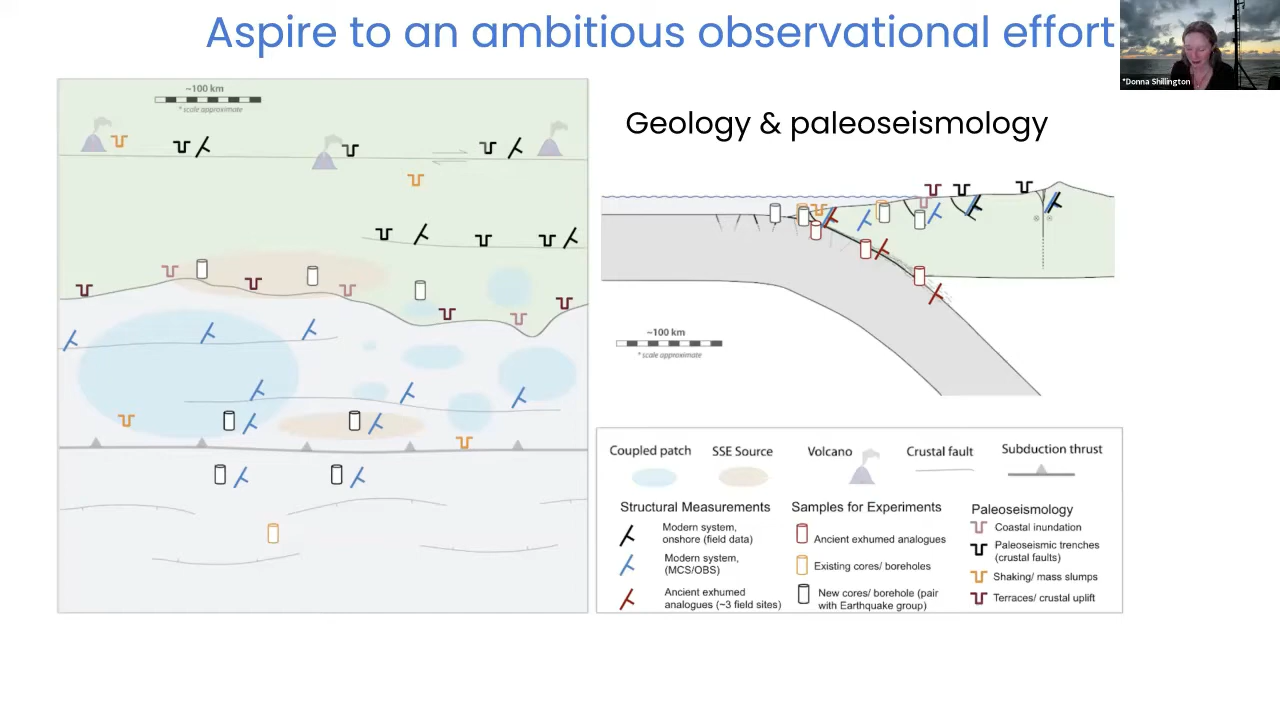 Aspire to an ambitious observational effort
*Donna Shillington
~100 km
* scale approximate
Geology & paleoseismology
~100 km
* scale approximate
Coupled patch
SSE Source
Volcano
Crustal fault
Subduction thrust
Structural Measurements
Modern system,
onshore (field data)
Modern system,
(MCS/OBS)
Ancient exhumed
analogues (~3 field sites)
Samples for Experiments
Ancient exhumed analogues
Existing cores/ boreholes
New cores/ borehole (pair
with Earthquake group)
Paleoseismology
Coastal inundation
Paleoseismic trenches
(crustal faults)
Shaking/ mass slumps
Terraces/ crustal uplift